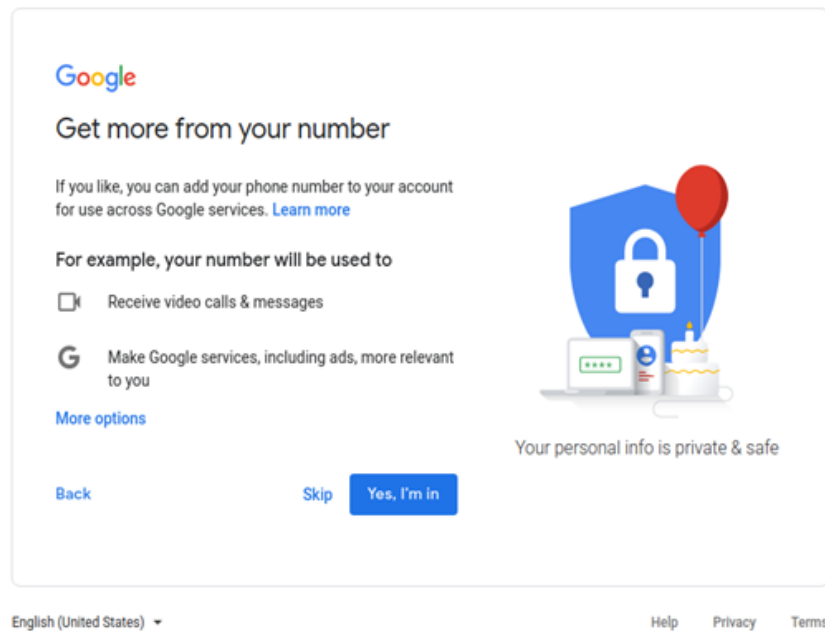 Google
Get more from your number
If you like, you can add your phone number to your account
for use across Google services. Learn more
For example, your number will be used to
Receive video calls & messages
G
Make Google services, including ads, more relevant
to you
More options
****
Your personal info is private & safe
Back
Skip
Yes, I'm in
English (United States)
Help
Privacy
Terms